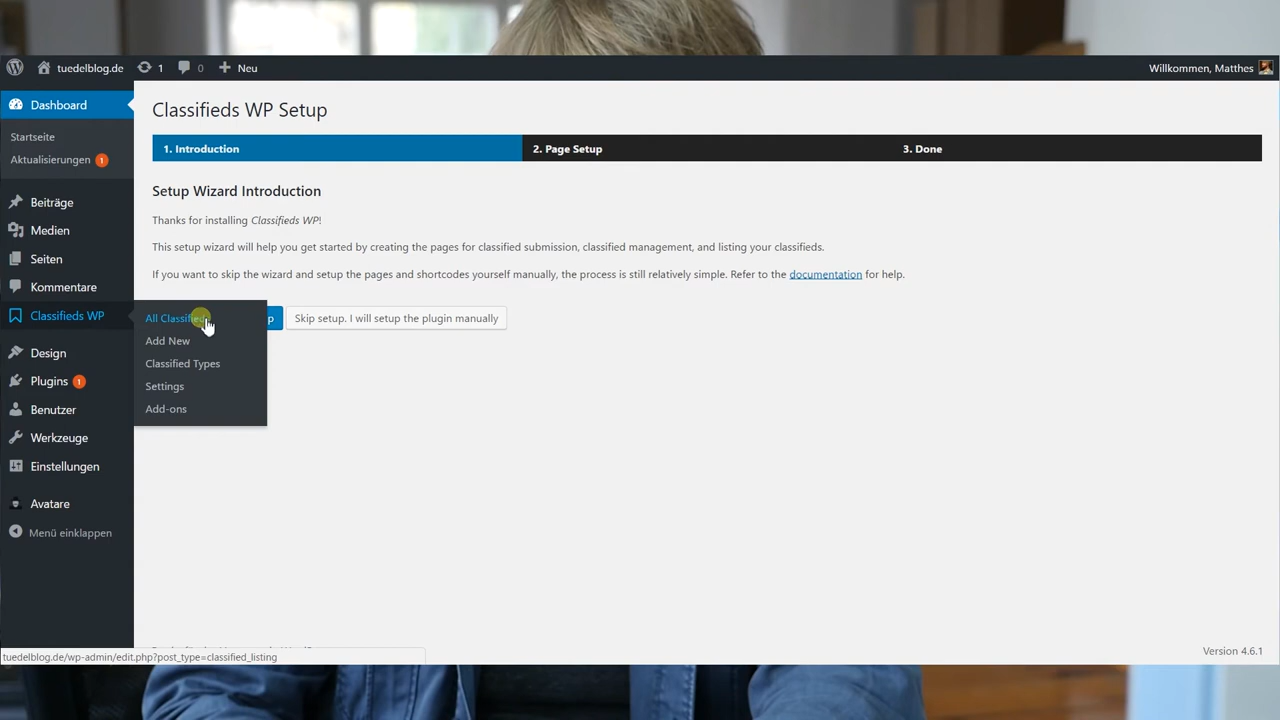 tuedelblog.de 1 0 Neu Willkommen, Matthes
Dashboard
Startseite
Aktualisierungen 1
Beiträge
Medien
Seiten
Kommentare
Classifieds WP
Design
Plugins 1
Benutzer
Werkzeuge
Einstellungen
Avatare
Menü einklappen
All Classifieds
Add New
Classified Types
Settings
Add-ons
Classifieds WP Setup
1. Introduction 2. Page Setup 3. Done
Setup Wizard Introduction
Thanks for installing Classifieds WP!
This setup wizard will help you get started by creating the pages for classified submission, classified management, and listing your classifieds.
If you want to skip the wizard and setup the pages and shortcodes yourself manually, the process is still relatively simple. Refer to the documentation for help.
Skip setup. I will setup the plugin manually
tuedelblog.de/wp-admin/edit.php?post_type=classified_listing
Version 4.6.1